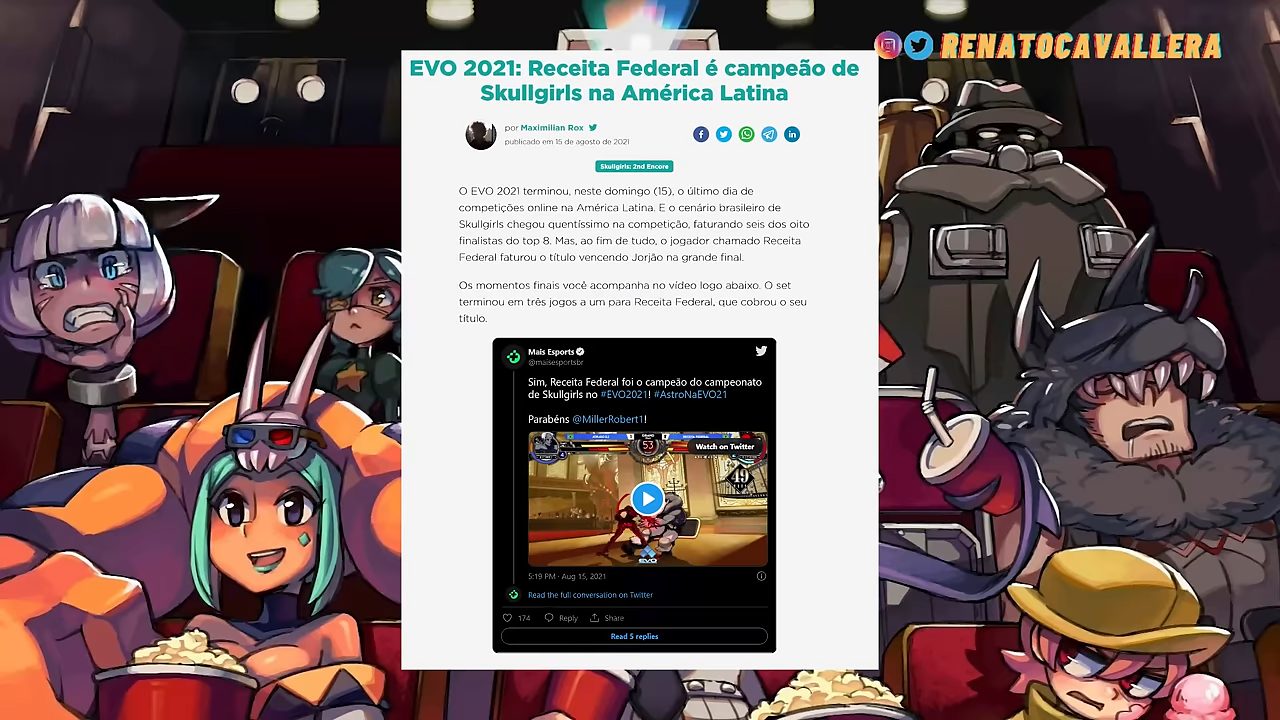 RENATOCAVALLERA
EVO 2021: Receita Federal é campeão de
Skullgirls na América Latina
por Maximilian Rox
publicado em 15 de agosto de 2021
Skullgirls: 2nd Encore
O EVO 2021 terminou, neste domingo (15), o último dia de
competições online na América Latina. E o cenário brasileiro de
Skullgirls chegou quentíssimo na competição, faturando seis dos oito
finalistas do top 8. Mas, ao fim de tudo, o jogador chamado Receita
Federal faturou o título vencendo Jorjão na grande final.
Os momentos finais você acompanha no vídeo logo abaixo. O set
terminou em três jogos a um para Receita Federal, que cobrou o seu
título.
Mais Esports
@maisesportsbr
Sim, Receita Federal foi o campeão do campeonato
de Skullgirls no #EVO2021! #AstroNaEVO21
Parabéns @MillerRobert1!
Watch on Twitter
53
45
EVO
5:19 PM · Aug 15, 2021
Read the full conversation on Twitter
174 Reply Share
Read 5 replies